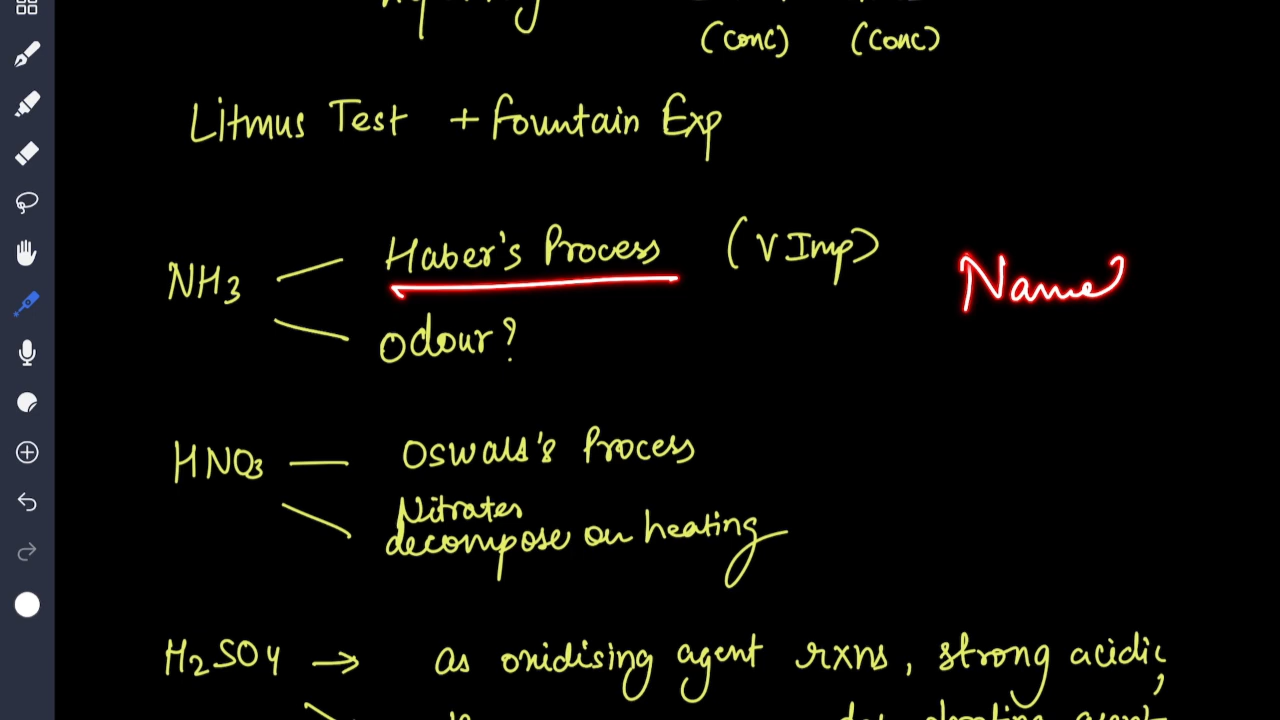 (conc) (conc)
Litmus Test + fountain Exp
NH3 Haber's Process (V Imp) Name
odour?
HNO3 Oswald's Process
Nitrates
decompose on heating
H2SO4 → as oxidising agent rxns, strong acidic,
agent